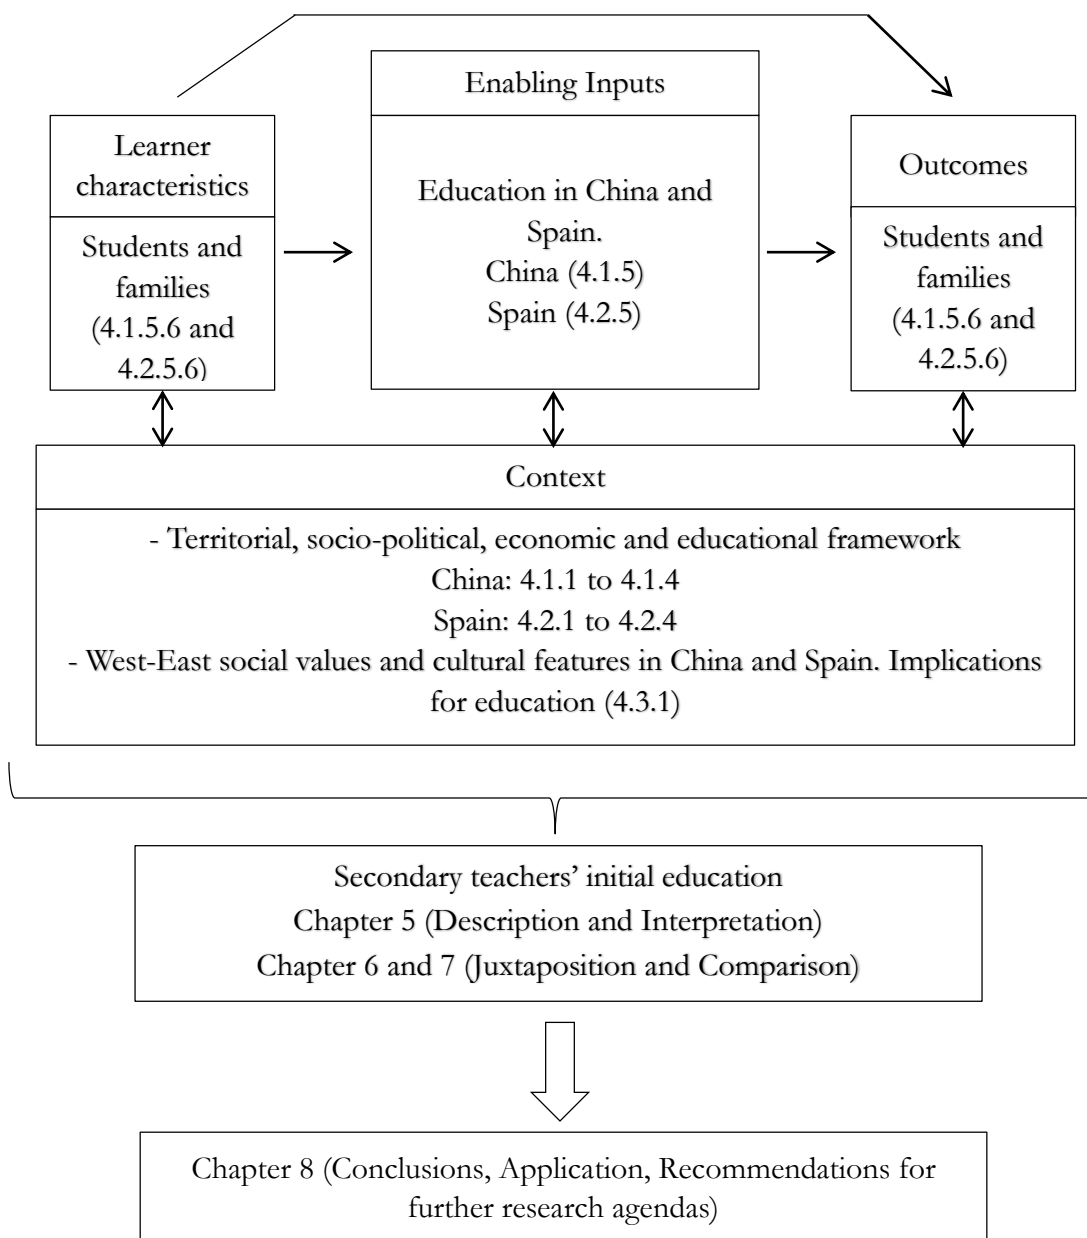 Learner
characteristics
Students and
families
(4.1.5.6 and
4.2.5.6)
Enabling Inputs
Education in China and
Spain.
China (4.1.5)
Spain (4.2.5)
Outcomes
Students and
families
(4.1.5.6 and
4.2.5.6)
Context
- Territorial, socio-political, economic and educational framework
China: 4.1.1 to 4.1.4
Spain: 4.2.1 to 4.2.4
- West-East social values and cultural features in China and Spain. Implications
for education (4.3.1)
Secondary teachers’ initial education
Chapter 5 (Description and Interpretation)
Chapter 6 and 7 (Juxtaposition and Comparison)
Chapter 8 (Conclusions, Application, Recommendations for
further research agendas)